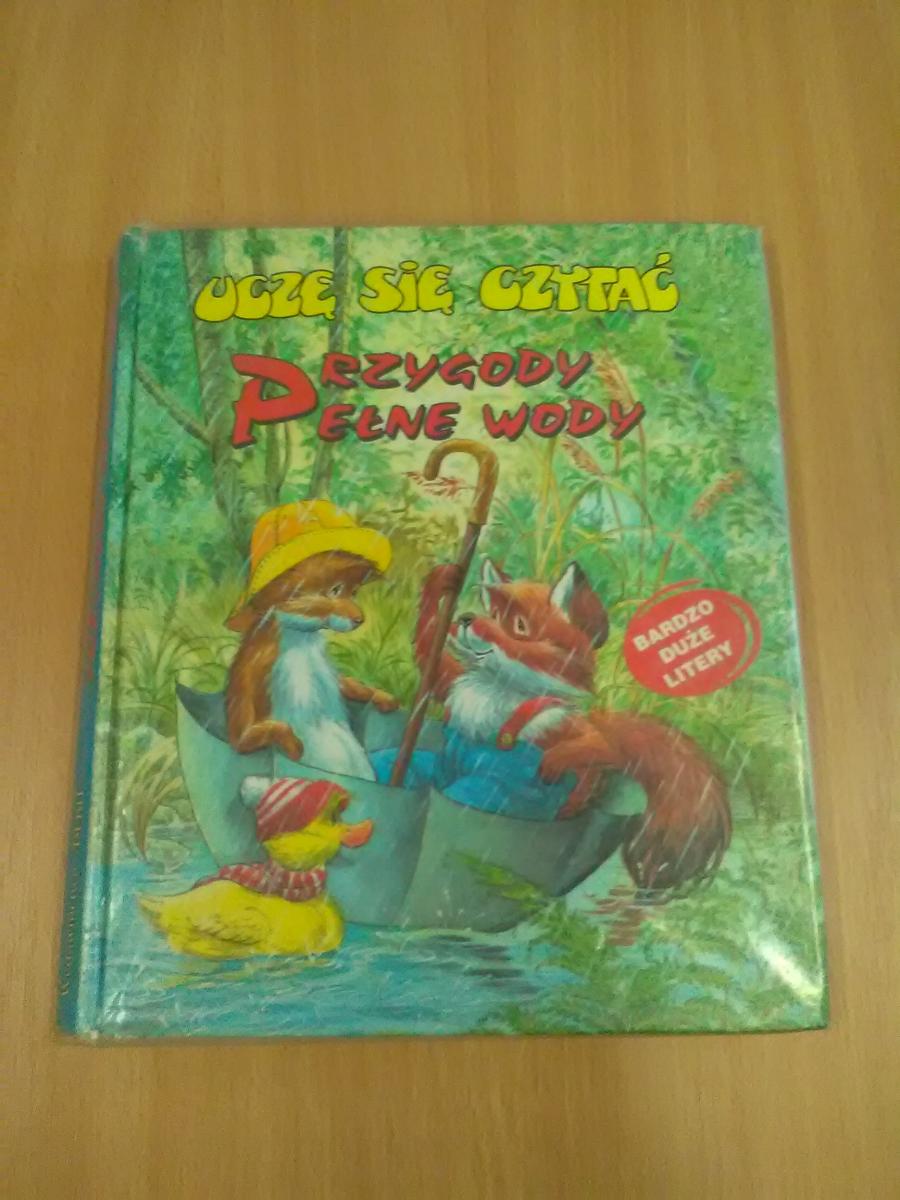 UCZĘ SIĘ CZYTAĆ
PRZYGODY
PEŁNE WODY
BARDZO
DUŻE
LITERY